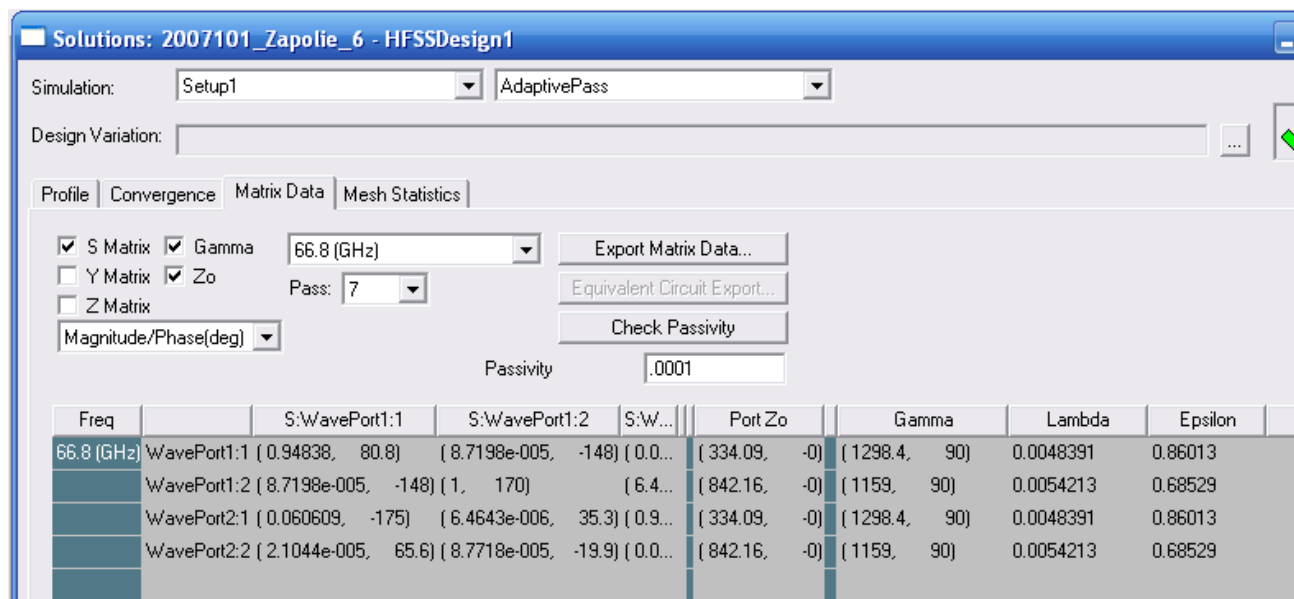 Solutions: 2007101_Zapolie_6 - HFSSDesign1
Simulation: Setup1 AdaptivePass
Design Variation: ...
Profile Convergence Matrix Data Mesh Statistics
S Matrix Gamma 66.8 (GHz) Export Matrix Data...
Y Matrix Zo Pass: 7 Equivalent Circuit Export...
Z Matrix Check Passivity
Magnitude/Phase(deg)
Passivity .0001
Freq S:WavePort1:1 S:WavePort1:2 S:W... Port Zo Gamma Lambda Epsilon
66.8 (GHz) WavePort1:1 ( 0.94838, 80.8) ( 8.7198e-005, -148) ( 0.0... ( 334.09, -0) ( 1298.4, 90) 0.0048391 0.86013
WavePort1:2 ( 8.7198e-005, -148) ( 1, 170) ( 6.4... ( 842.16, -0) ( 1159, 90) 0.0054213 0.68529
WavePort2:1 ( 0.060609, -175) ( 6.4643e-006, 35.3) ( 0.9... ( 334.09, -0) ( 1298.4, 90) 0.0048391 0.86013
WavePort2:2 ( 2.1044e-005, 65.6) ( 8.7718e-005, -19.9) ( 0.0... ( 842.16, -0) ( 1159, 90) 0.0054213 0.68529